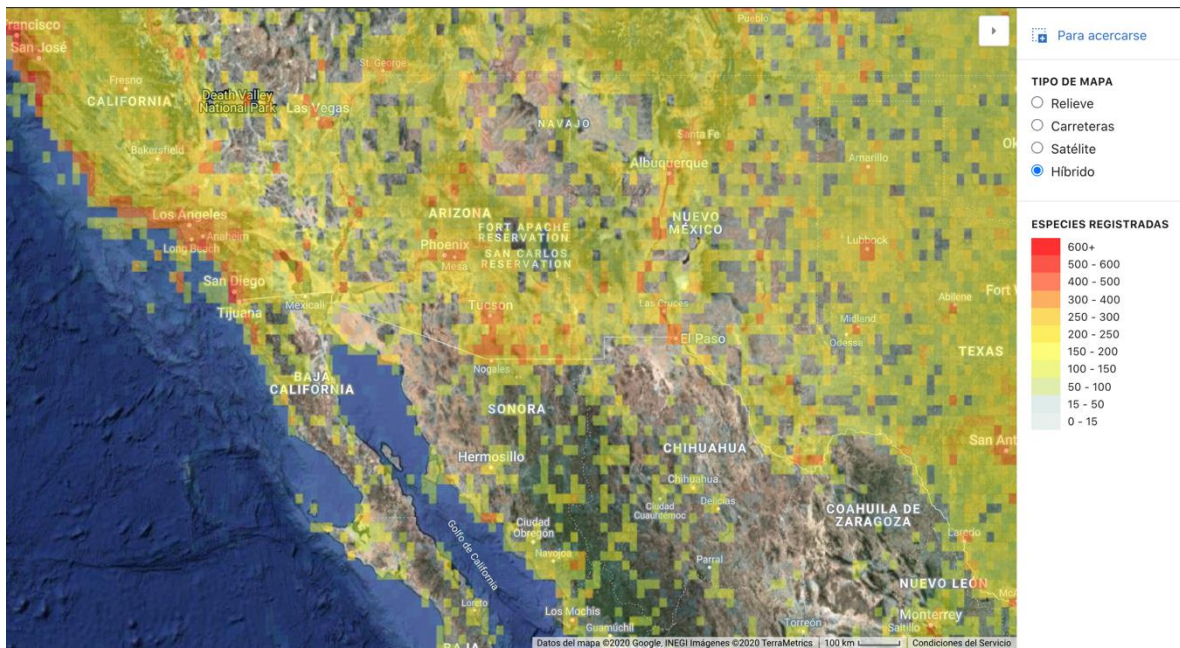 Francisco
San José
Fresno
CALIFORNIA
Bakersfield
Death Valley
National Park
St. George
Las Vegas
Los Angeles
Anaheim
Long Beach
San Diego
Tijuana
Mexicali
BAJA
CALIFORNIA
NAVAJO
ARIZONA
FORT APACHE
RESERVATION
SAN CARLOS
RESERVATION
Phoenix
Mesa
Tucson
Nogales
Pueblo
Santa Fe
Albuquerque
NUEVO
MÉXICO
Las Cruces
El Paso
Amarillo
Ok
Lubbock
Abilene
Fort W
Midland
Odessa
TEXAS
San Ant
SONORA
Hermosillo
CHIHUAHUA
Chihuahua
Ciudad
Cuauhtémoc
Delicias
COAHUILA DE
ZARAGOZA
Ciudad
Obregón
Navojoa
Golfo de California
Parral
Laredo
NUEVO LEÓN
Mc
Loreto
Los Mochis
Guamúchil
BAJA
Torreón
Monterrey
Saltillo
Datos del mapa ©2020 Google, INEGI Imágenes ©2020 TerraMetrics
100 km
Condiciones del Servicio
Para acercarse
TIPO DE MAPA
Relieve
Carreteras
Satélite
Híbrido
ESPECIES REGISTRADAS
600+
500 - 600
400 - 500
300 - 400
250 - 300
200 - 250
150 - 200
100 - 150
50 - 100
15 - 50
0 - 15